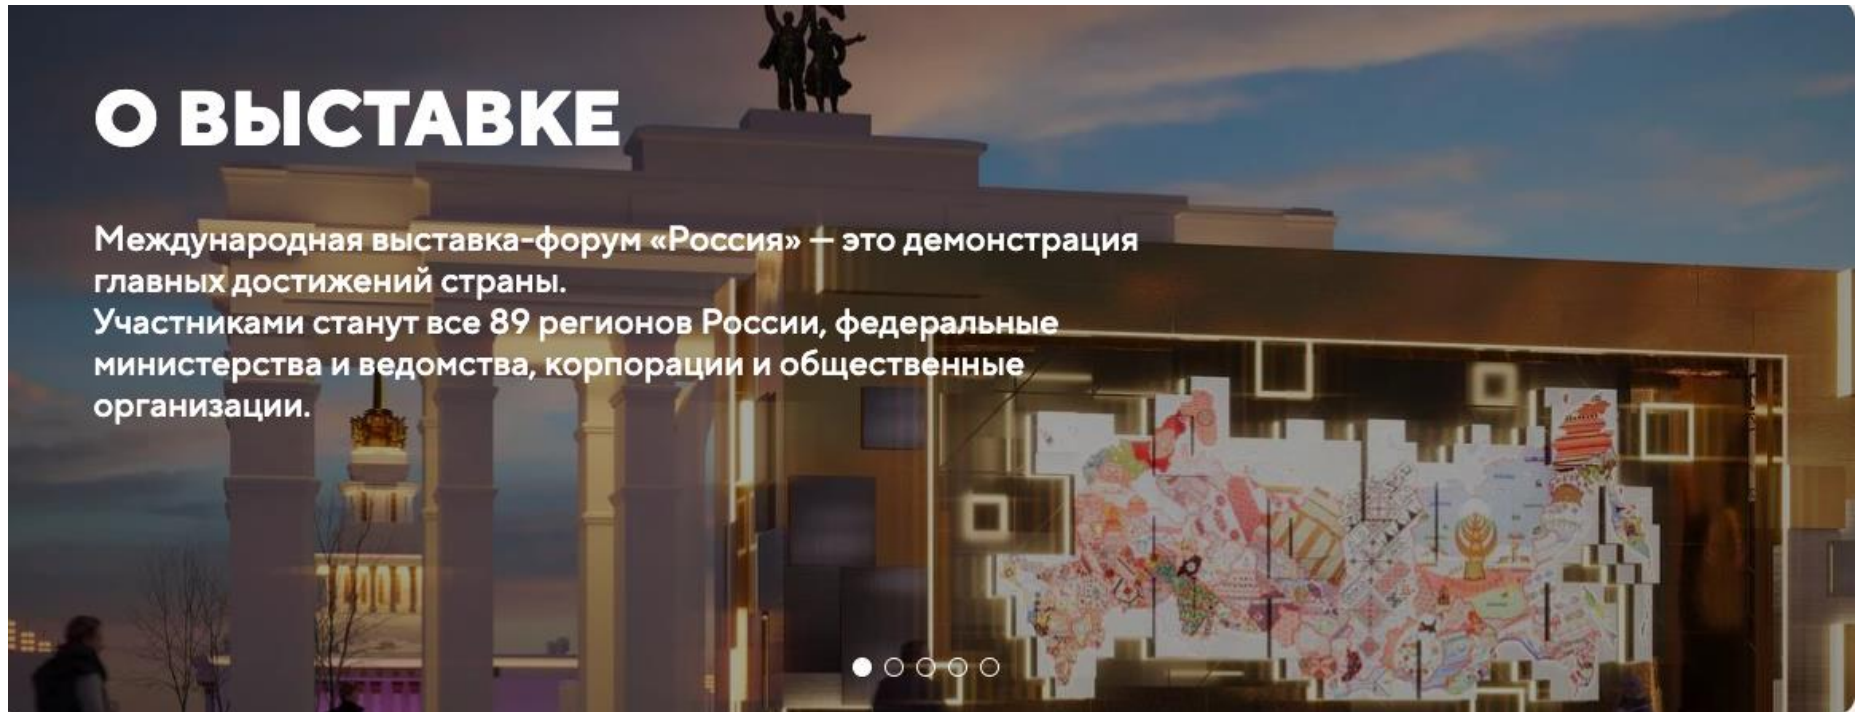 О ВЫСТАВКЕ
Международная выставка-форум «Россия» — это демонстрация
главных достижений страны.
Участниками станут все 89 регионов России, федеральные
министерства и ведомства, корпорации и общественные
организации.